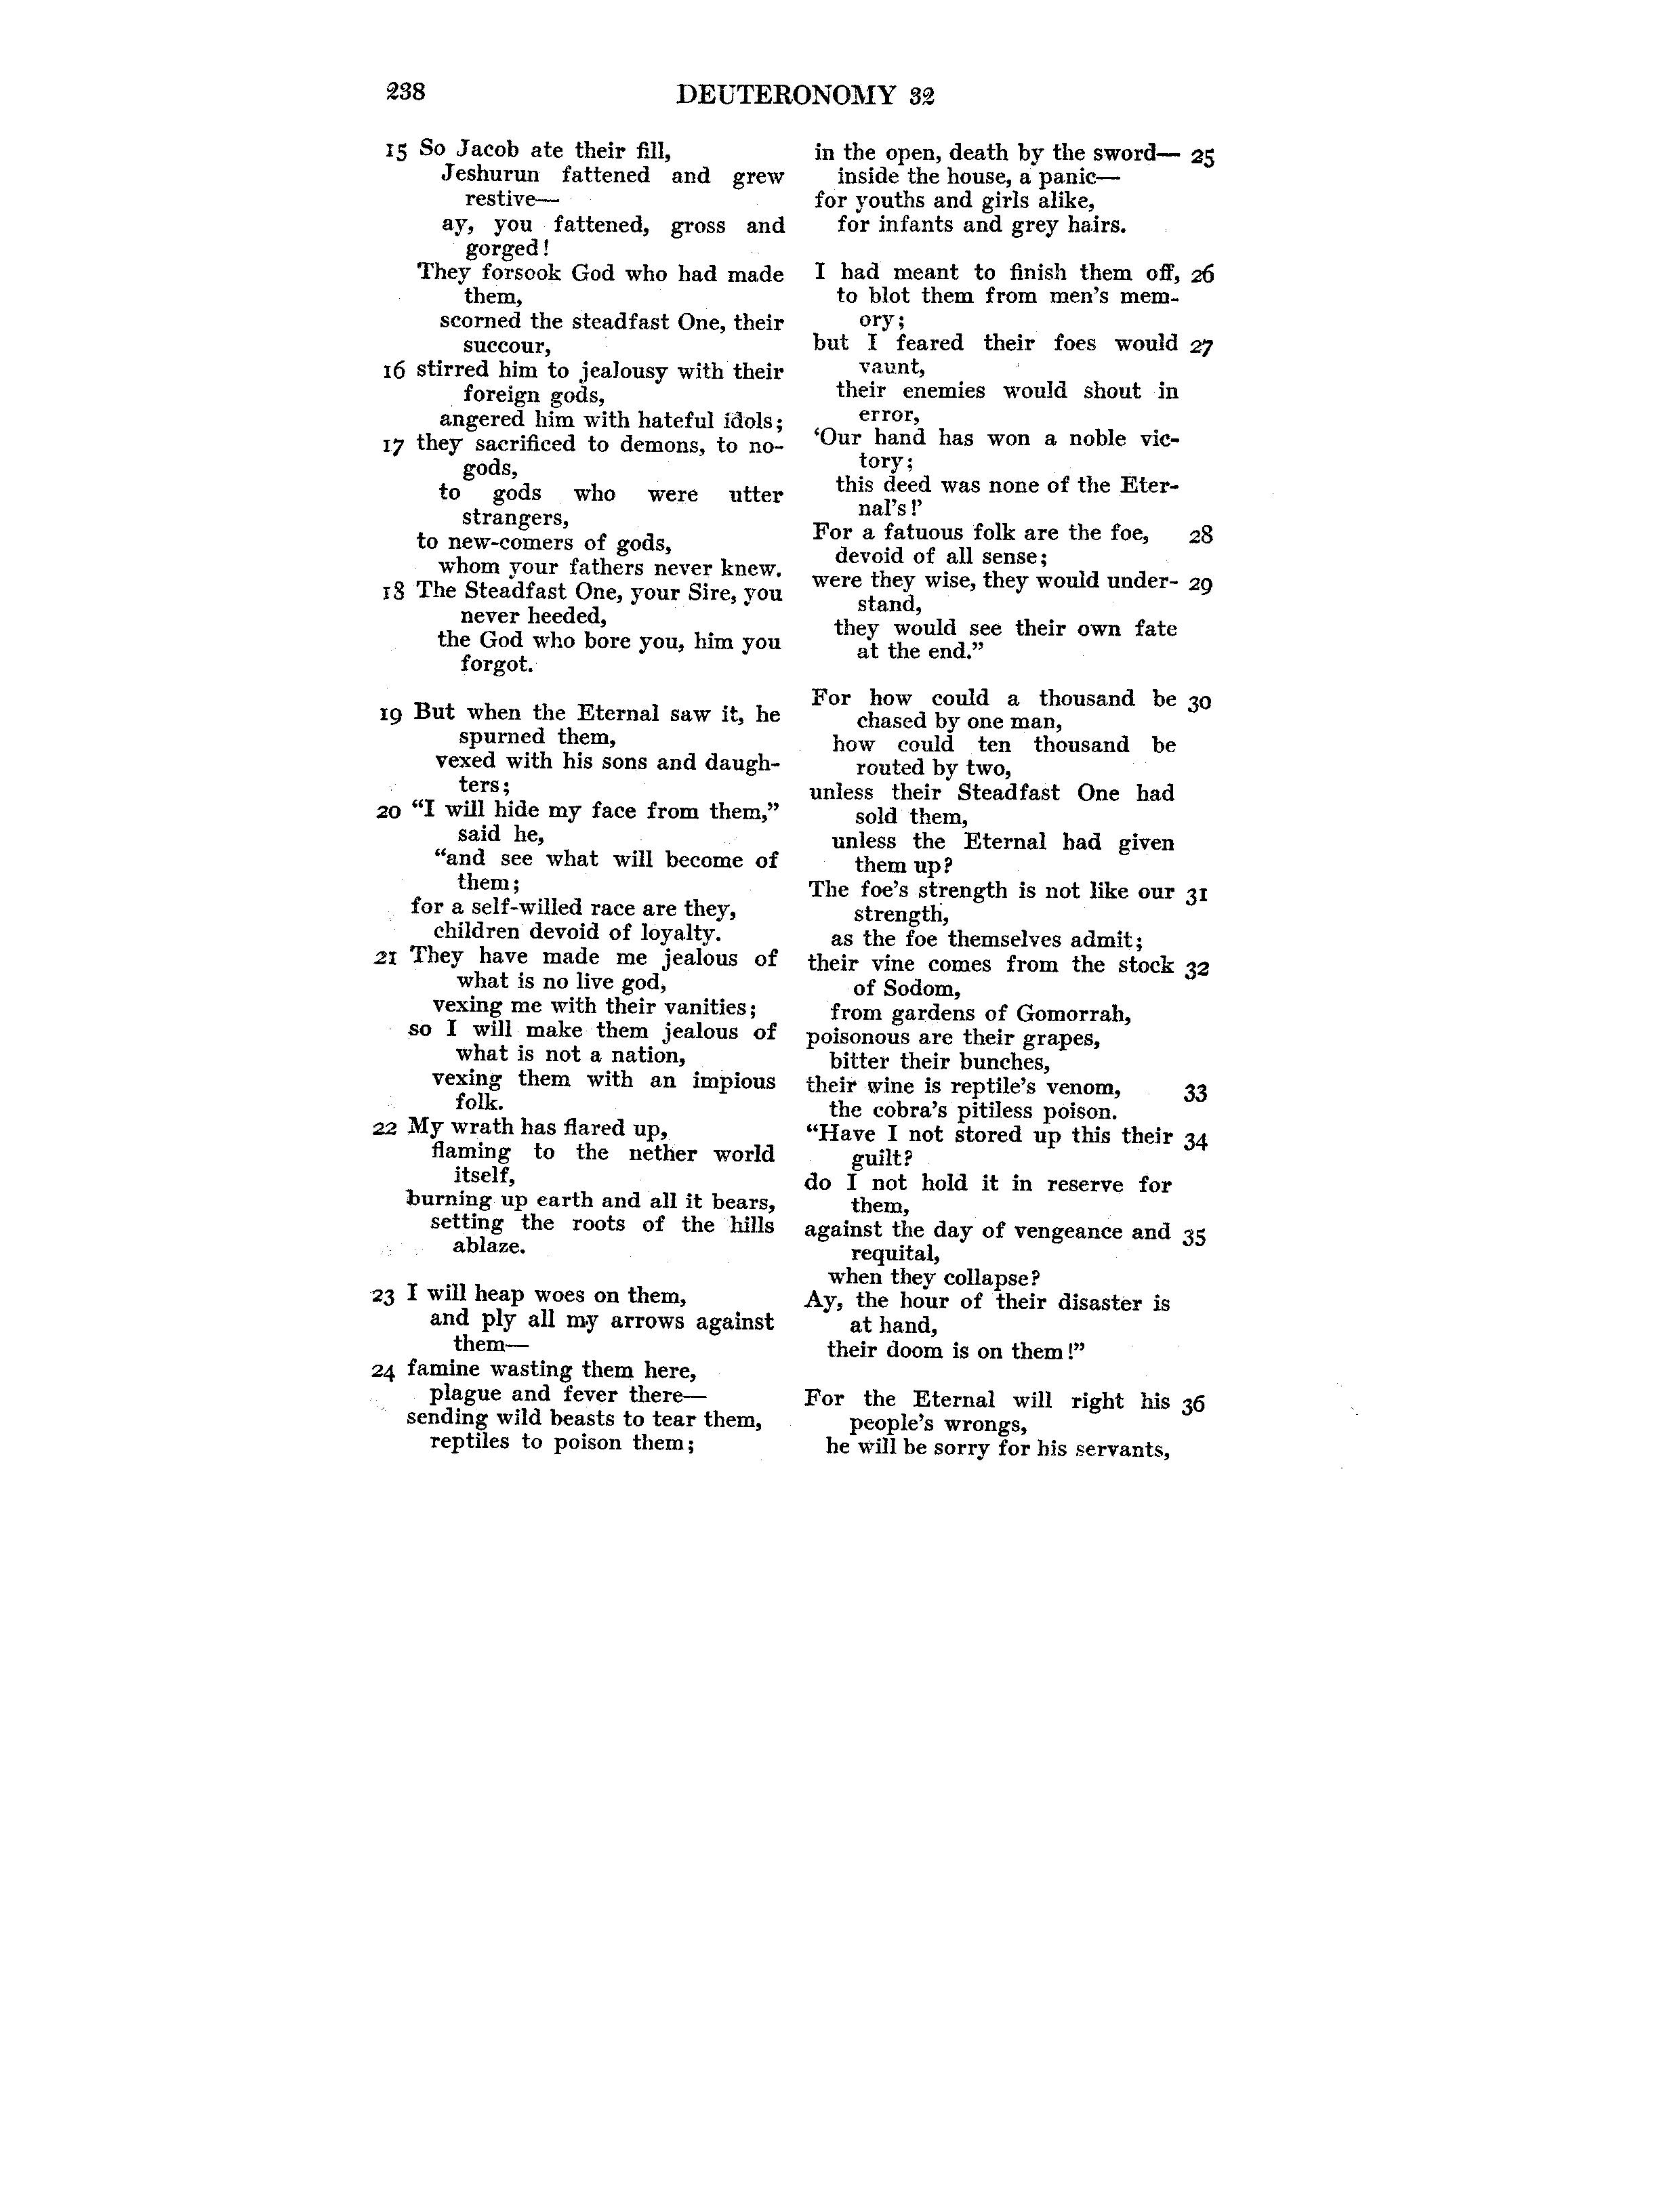 238
DEUTERONOMY 32
15 So Jacob ate their fill,
Jeshurun fattened and grew
restive—
ay, you fattened, gross and
gorged!
They forsook God who had made
them,
scorned the steadfast One, their
succour,
16 stirred him to jealousy with their
foreign gods,
angered him with hateful idols;
17 they sacrificed to demons, to no-
gods,
to gods who were utter
strangers,
to new-comers of gods,
whom your fathers never knew.
18 The Steadfast One, your Sire, you
never heeded,
the God who bore you, him you
forgot.
19 But when the Eternal saw it, he
spurned them,
vexed with his sons and daugh-
ters;
20 “I will hide my face from them,”
said he,
“and see what will become of
them;
for a self-willed race are they,
children devoid of loyalty.
21 They have made me jealous of
what is no live god,
vexing me with their vanities;
so I will make them jealous of
what is not a nation,
vexing them with an impious
folk.
22 My wrath has flared up,
flaming to the nether world
itself,
burning up earth and all it bears,
setting the roots of the hills
ablaze.
23 I will heap woes on them,
and ply all my arrows against
them—
24 famine wasting them here,
plague and fever there—
sending wild beasts to tear them,
reptiles to poison them;
in the open, death by the sword— 25
inside the house, a panic—
for youths and girls alike,
for infants and grey hairs.
I had meant to finish them off, 26
to blot them from men's mem-
ory;
but I feared their foes would 27
vaunt,
their enemies would shout in
error,
‘Our hand has won a noble vic-
tory;
this deed was none of the Eter-
nal's!’
For a fatuous folk are the foe, 28
devoid of all sense;
were they wise, they would under- 29
stand,
they would see their own fate
at the end.”
For how could a thousand be 30
chased by one man,
how could ten thousand be
routed by two,
unless their Steadfast One had
sold them,
unless the Eternal had given
them up?
The foe's strength is not like our 31
strength,
as the foe themselves admit;
their vine comes from the stock 32
of Sodom,
from gardens of Gomorrah,
poisonous are their grapes,
bitter their bunches,
their wine is reptile's venom, 33
the cobra's pitiless poison.
“Have I not stored up this their 34
guilt?
do I not hold it in reserve for
them,
against the day of vengeance and 35
requital,
when they collapse?
Ay, the hour of their disaster is
at hand,
their doom is on them!”
For the Eternal will right his 36
people's wrongs,
he will be sorry for his servants,